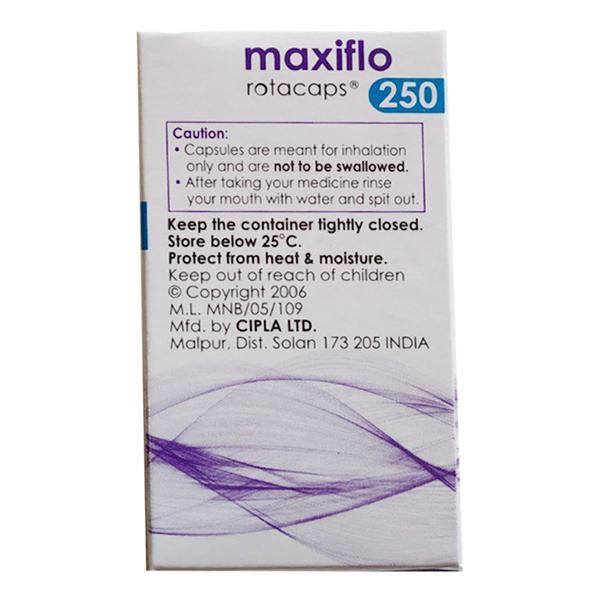 maxiflo
rotacaps® 250
Caution:
• Capsules are meant for inhalation
only and are not to be swallowed.
• After taking your medicine rinse
your mouth with water and spit out.
Keep the container tightly closed.
Store below 25°C.
Protect from heat & moisture.
Keep out of reach of children
© Copyright 2006
M.L. MNB/05/109
Mfd. by CIPLA LTD.
Malpur, Dist. Solan 173 205 INDIA